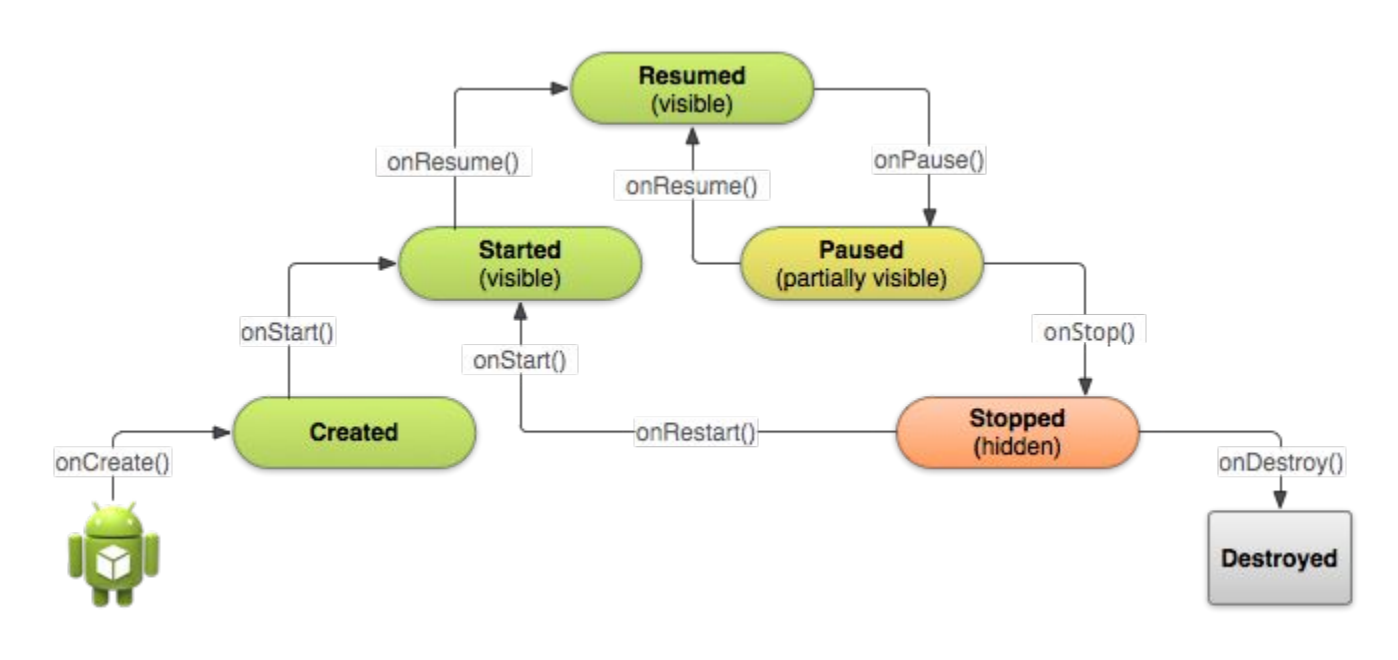 Resumed
(visible)
onResume()
onPause()
onResume()
Started
(visible)
Paused
(partially visible)
onStart()
onStop()
onStart()
Created
onRestart()
Stopped
(hidden)
onCreate()
onDestroy()
Destroyed